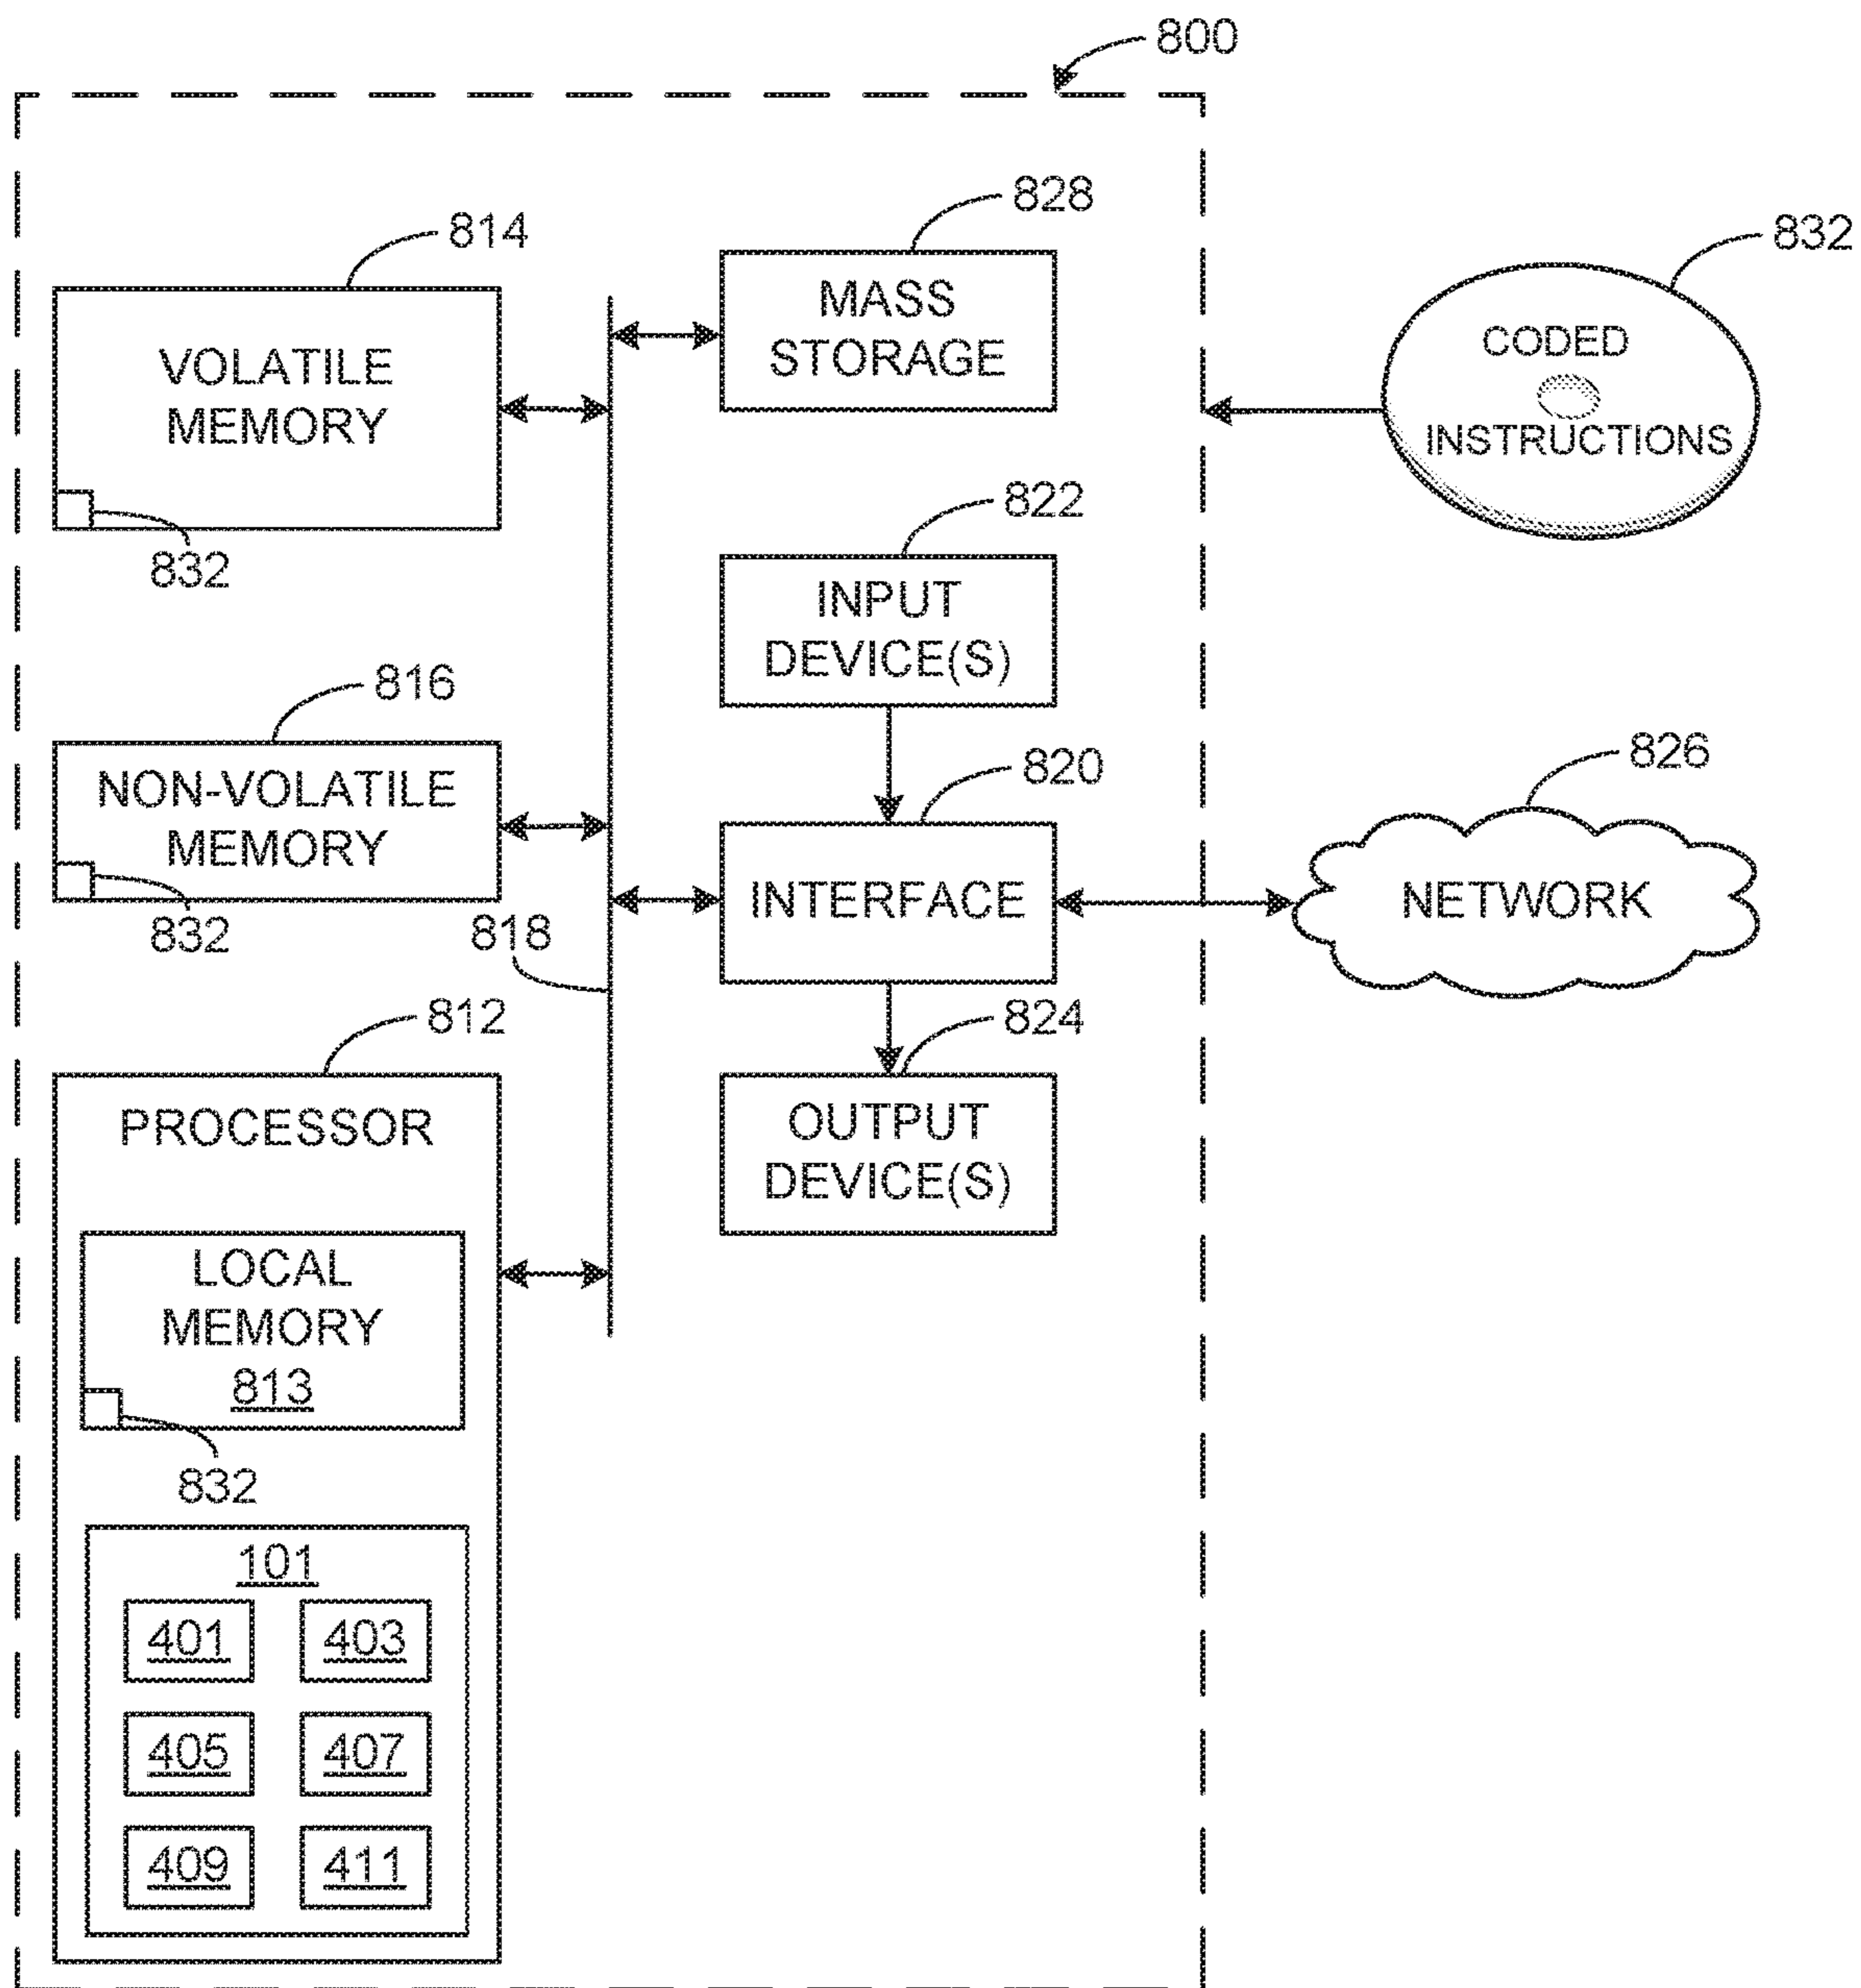 800
828
814
832
MASS
STORAGE
VOLATILE
MEMORY
CODED
INSTRUCTIONS
822
832
INPUT
DEVICE(S)
816
826
820
NON-VOLATILE
MEMORY
INTERFACE
NETWORK
832
818
812
824
PROCESSOR
OUTPUT
DEVICE(S)
LOCAL
MEMORY
813
832
101
401 403
405 407
409 411